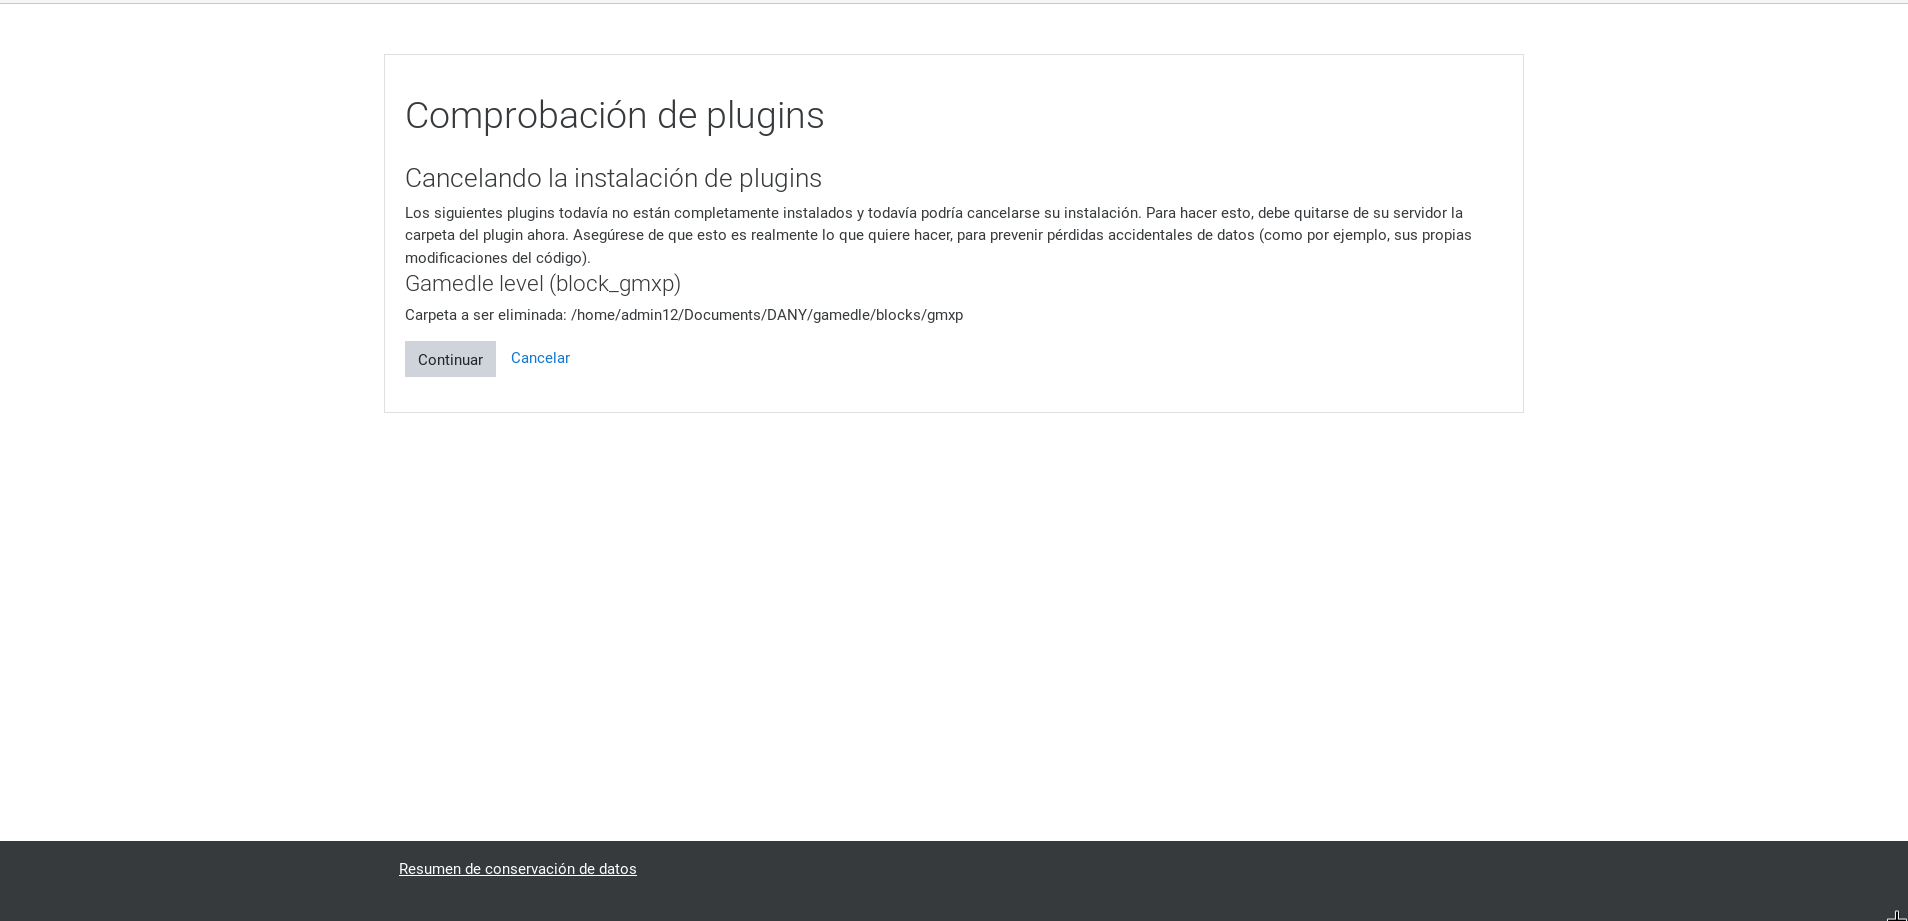 Comprobación de plugins
Cancelando la instalación de plugins
Los siguientes plugins todavía no están completamente instalados y todavía podría cancelarse su instalación. Para hacer esto, debe quitarse de su servidor la
carpeta del plugin ahora. Asegúrese de que esto es realmente lo que quiere hacer, para prevenir pérdidas accidentales de datos (como por ejemplo, sus propias
modificaciones del código).
Gamedle level (block_gmxp)
Carpeta a ser eliminada: /home/admin12/Documents/DANY/gamedle/blocks/gmxp
Continuar Cancelar
Resumen de conservación de datos